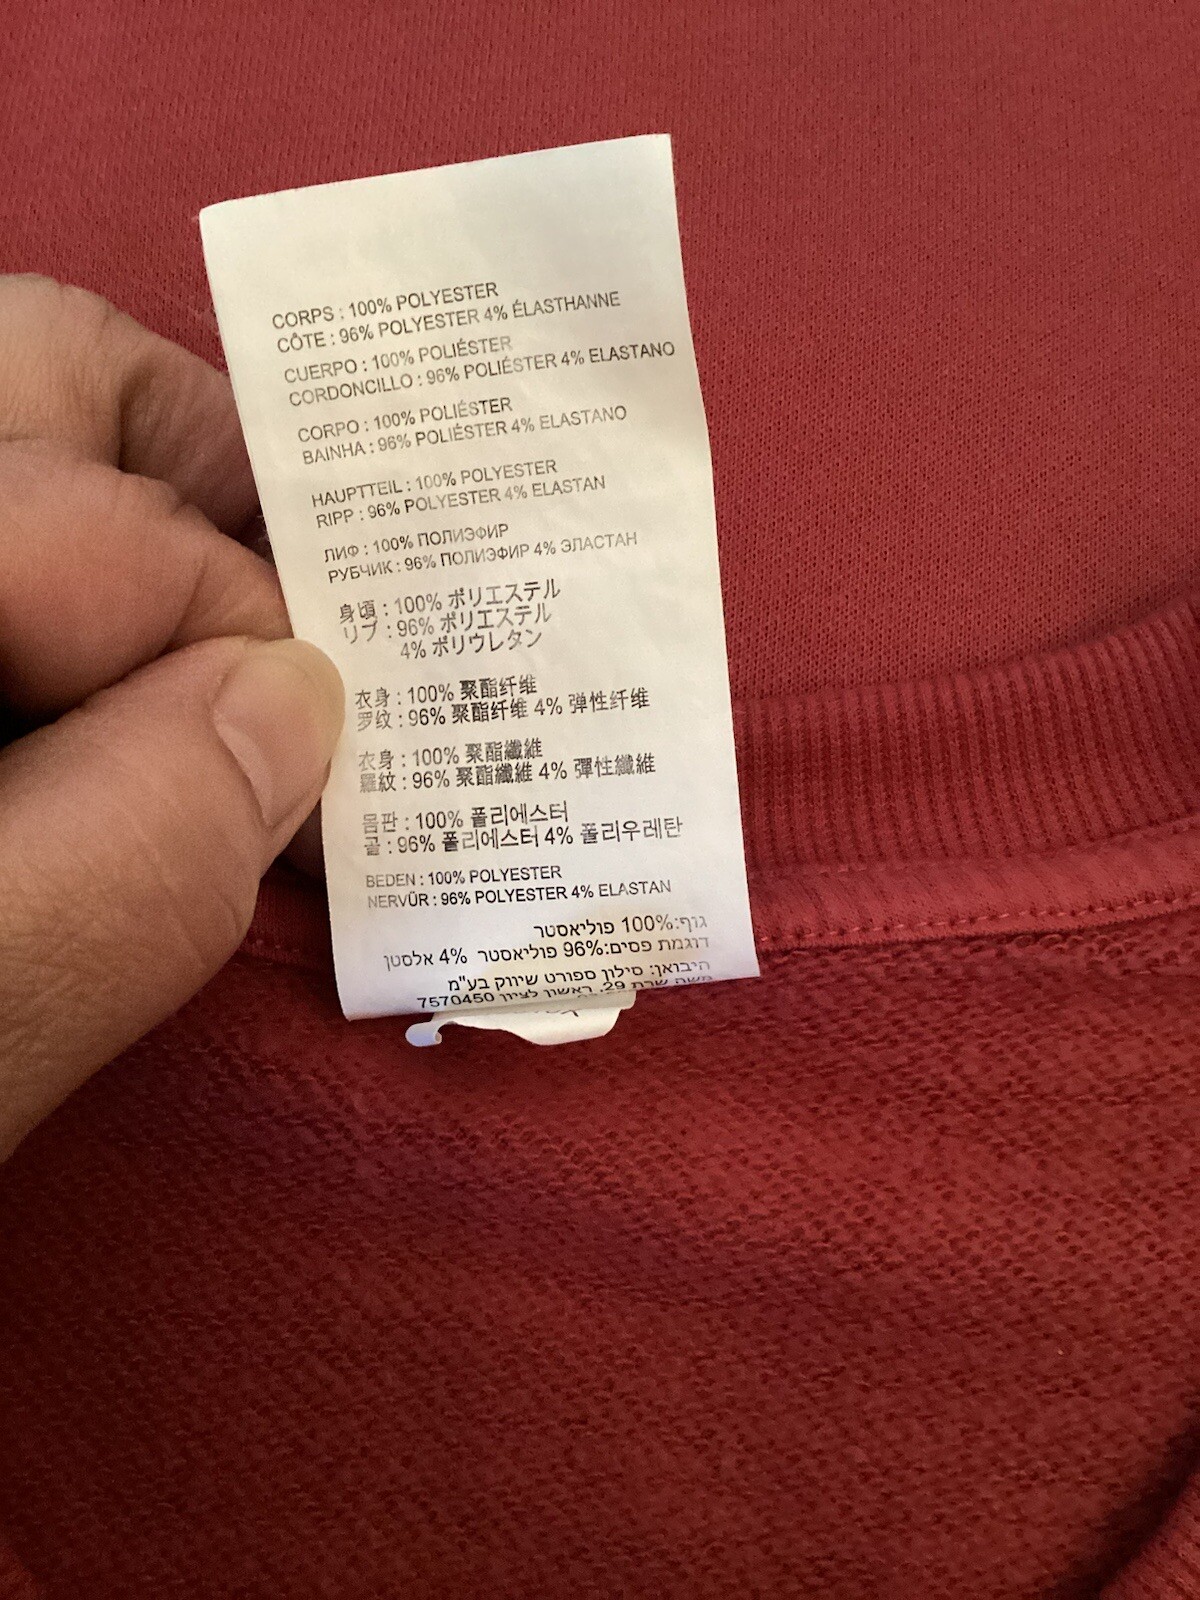 CORPS : 100% POLYESTER
CÔTE : 96% POLYESTER 4% ÉLASTHANNE
CUERPO : 100% POLIÉSTER
CORDONCILLO : 96% POLIÉSTER 4% ELASTANO
CORPO : 100% POLIÉSTER
BAINHA : 96% POLIÉSTER 4% ELASTANO
HAUPTTEIL : 100% POLYESTER
RIPP : 96% POLYESTER 4% ELASTAN
ЛИФ : 100% ПОЛИЭФИР
РУБЧИК : 96% ПОЛИЭФИР 4% ЭЛАСТАН
身頃 : 100% ポリエステル
リブ : 96% ポリエステル
4% ポリウレタン
衣身 : 100% 聚酯纤维
罗纹 : 96% 聚酯纤维 4% 弹性纤维
衣身 : 100% 聚酯纖維
羅紋 : 96% 聚酯纖維 4% 彈性纖維
몸판 : 100% 폴리에스터
골 : 96% 폴리에스터 4% 폴리우레탄
BEDEN : 100% POLYESTER
NERVÜR : 96% POLYESTER 4% ELASTAN
גוף:100% פוליאסטר
דוגמת פסים:96% פוליאסטר 4% אלסטן
היבואן: סילון ספורט שיווק בע"מ
משה שרת 29, ראשון לציון 7570450